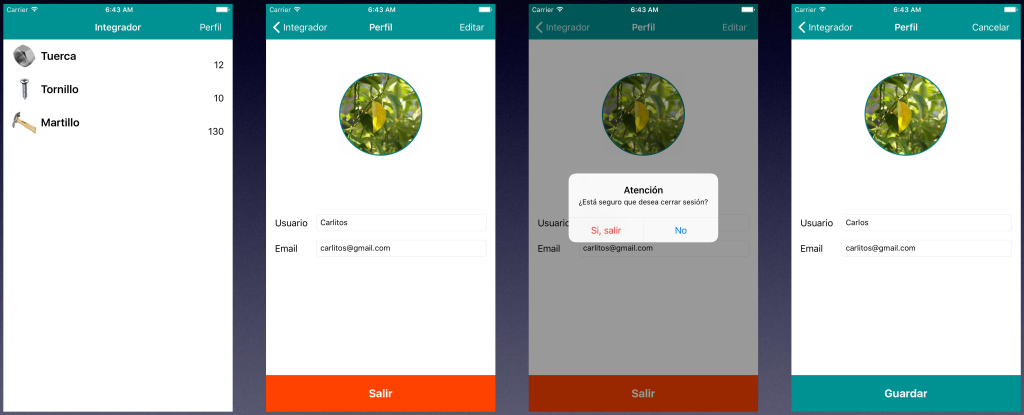 Carrier 6:43 AM
Integrador Perfil
Tuerca
12
Tornillo
10
Martillo
130
Carrier 6:43 AM
Integrador Perfil Editar
Usuario Carlitos
Email carlitos@gmail.com
Salir
Carrier 6:43 AM
Integrador Perfil Editar
Atención
¿Está seguro que desea cerrar sesión?
Si, salir No
Usuario
Email carlitos@gmail.com
Salir
Carrier 6:43 AM
Integrador Perfil Cancelar
Usuario Carlos
Email carlitos@gmail.com
Guardar